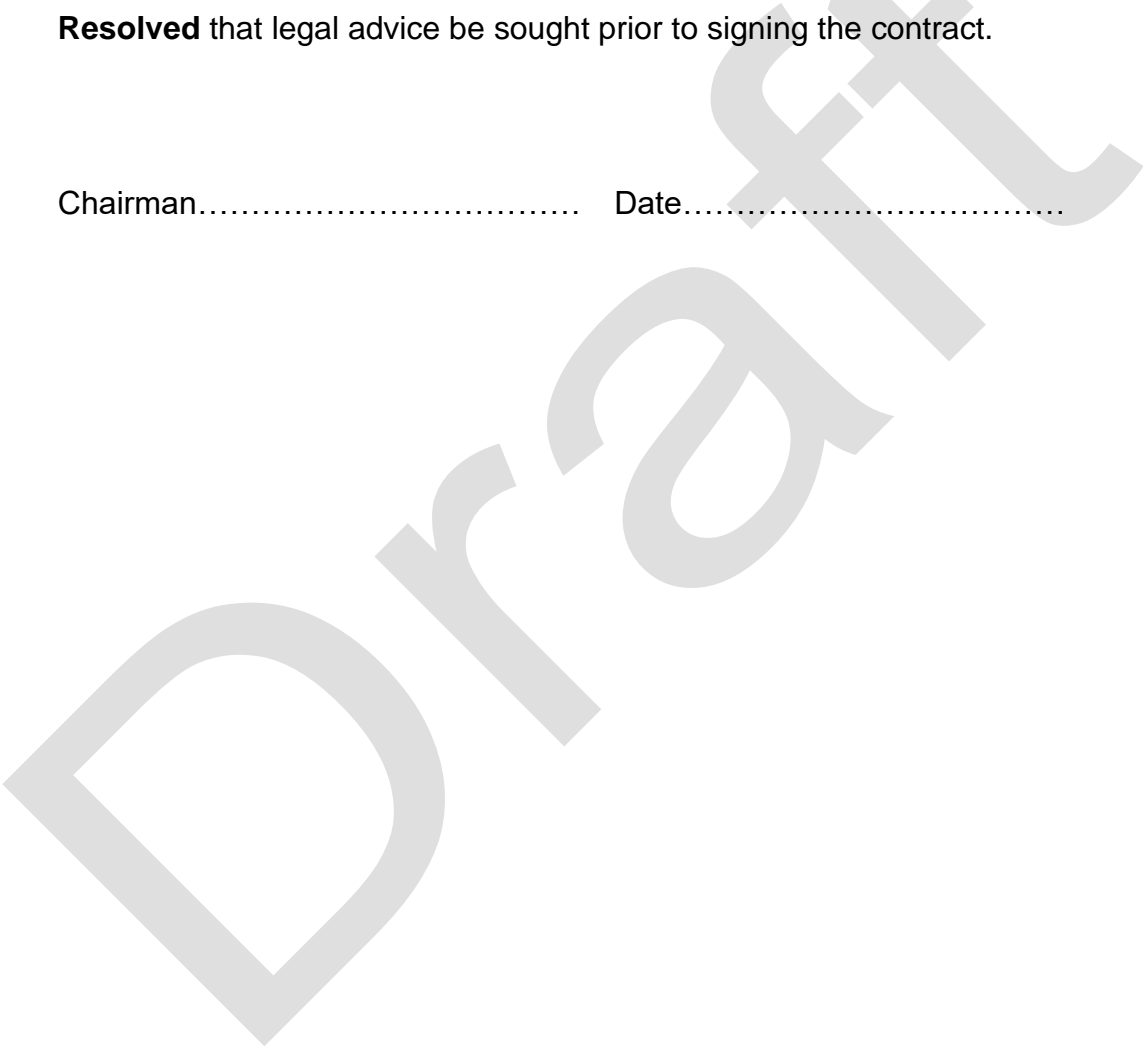 Resolved that legal advice be sought prior to signing the contract.
Chairman……………………………… Date………………………………
Draft